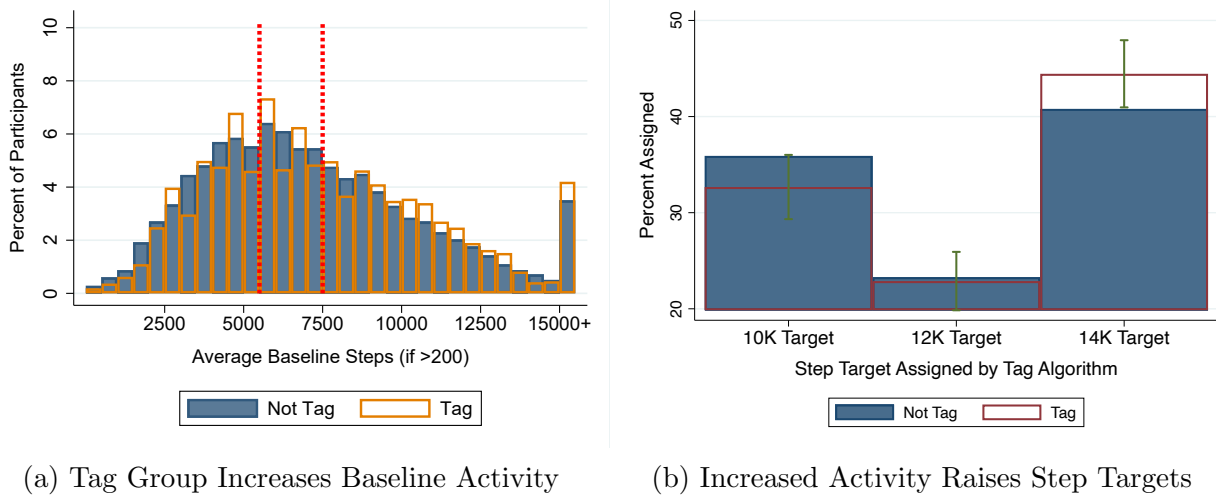 10
8
6
4
2
0
Percent of Participants
2500 5000 7500 10000 12500 15000+
Average Baseline Steps (if >200)
Not Tag Tag
(a) Tag Group Increases Baseline Activity
50
40
30
20
Percent Assigned
10K Target 12K Target 14K Target
Step Target Assigned by Tag Algorithm
Not Tag Tag
(b) Increased Activity Raises Step Targets